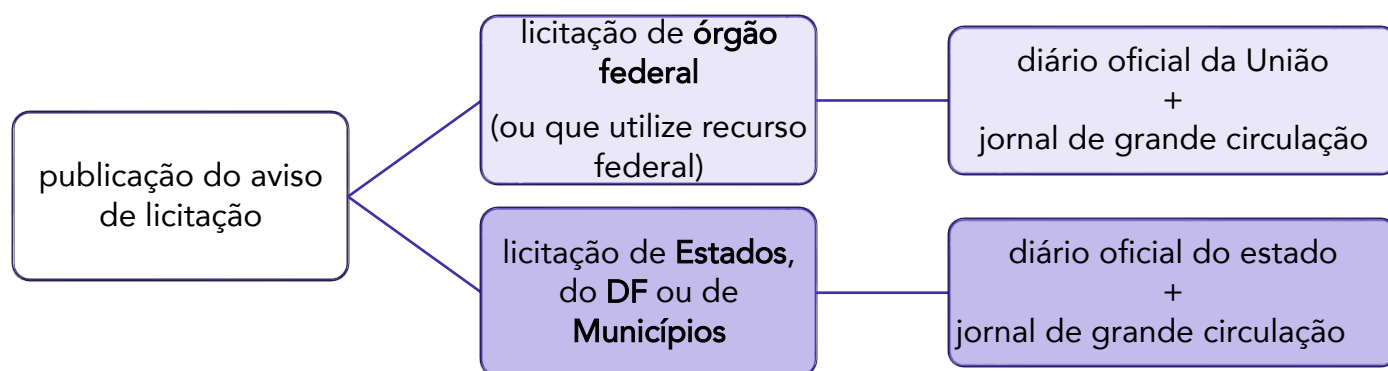 publicação do aviso
de licitação
licitação de órgão
federal
(ou que utilize recurso
federal)
diário oficial da União
+
jornal de grande circulação
licitação de Estados,
do DF ou de
Municípios
diário oficial do estado
+
jornal de grande circulação